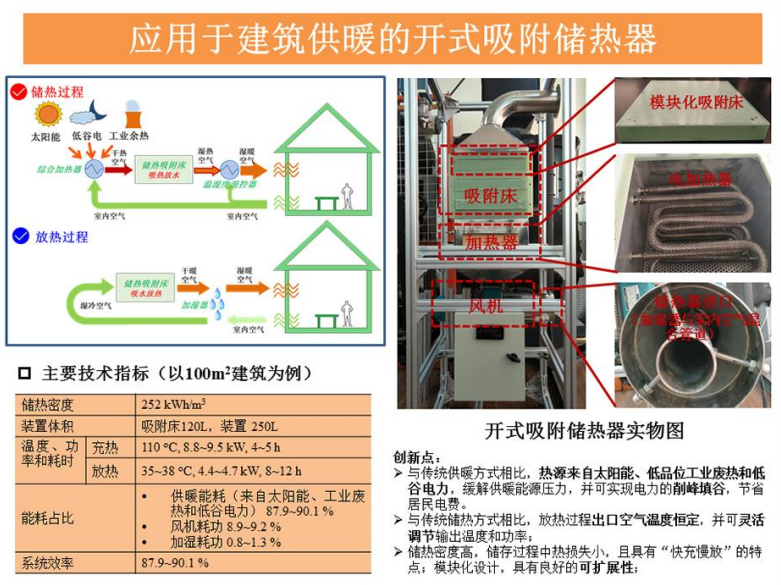 应用于建筑供暖的开式吸附储热器
储热过程
太阳能 低谷电 工业余热
综合加热器
干热
空气
储热吸附床
吸热放水
湿热
空气
湿暖
空气
室内空气
室内空气
放热过程
储热吸附床
吸水放热
干暖
空气
湿暖
空气
加湿器
湿冷空气
室内空气
模块化吸附床
吸附床
加热器
电加热器
风机
主要技术指标（以100m²建筑为例）
储热密度 252 kWh/m³
装置体积 吸附床120L，装置 250L
温度、功
率和耗时
充热 110 °C, 8.8~9.5 kW, 4~5 h
放热 35~38 °C, 4.4~4.7 kW, 8~12 h
能耗占比
• 供暖能耗（来自太阳能、工业废
热和低谷电力） 87.9~90.1 %
• 风机耗功 8.9~9.2 %
• 加湿耗功 0.8~1.3 %
系统效率 87.9~90.1 %
开式吸附储热器实物图
创新点：
➢ 与传统供暖方式相比，热源来自太阳能、低品位工业废热和低
谷电力，缓解供暖能源压力，并可实现电力的削峰填谷，节省
居民电费。
➢ 与传统储热方式相比，放热过程出口空气温度恒定，并可灵活
调节输出温度和功率；
➢ 储热密度高，储存过程中热损失小，且具有“快充慢放”的特
点；模块化设计，具有良好的可扩展性；